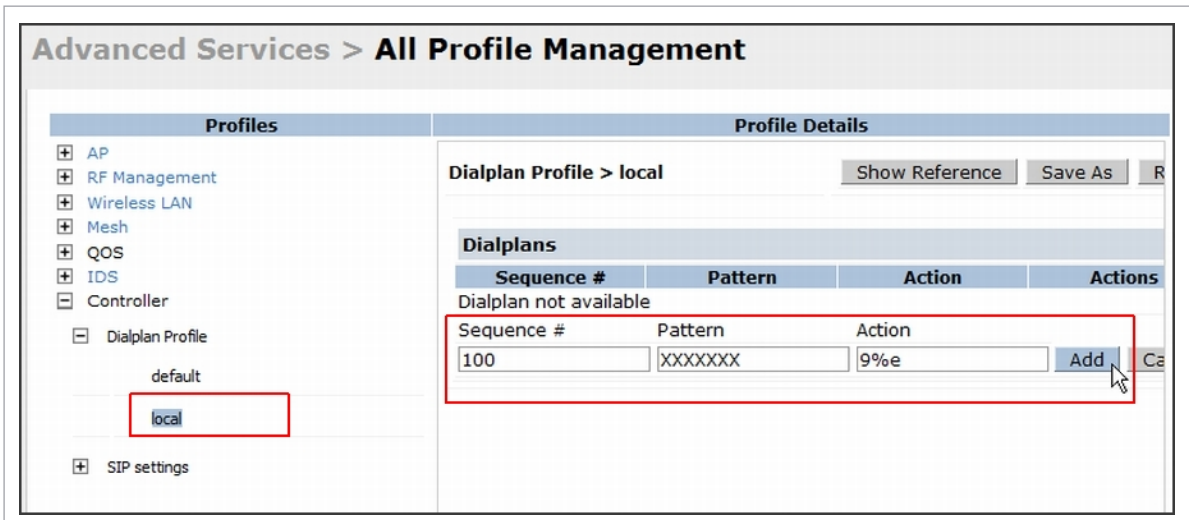 Advanced Services > All Profile Management
Profiles
AP
RF Management
Wireless LAN
Mesh
QOS
IDS
Controller
Dialplan Profile
default
local
SIP settings
Profile Details
Dialplan Profile > local Show Reference Save As R
Dialplans
Sequence # Pattern Action Actions
Dialplan not available
Sequence # Pattern Action
100 XXXXXXX 9%e Add Ca